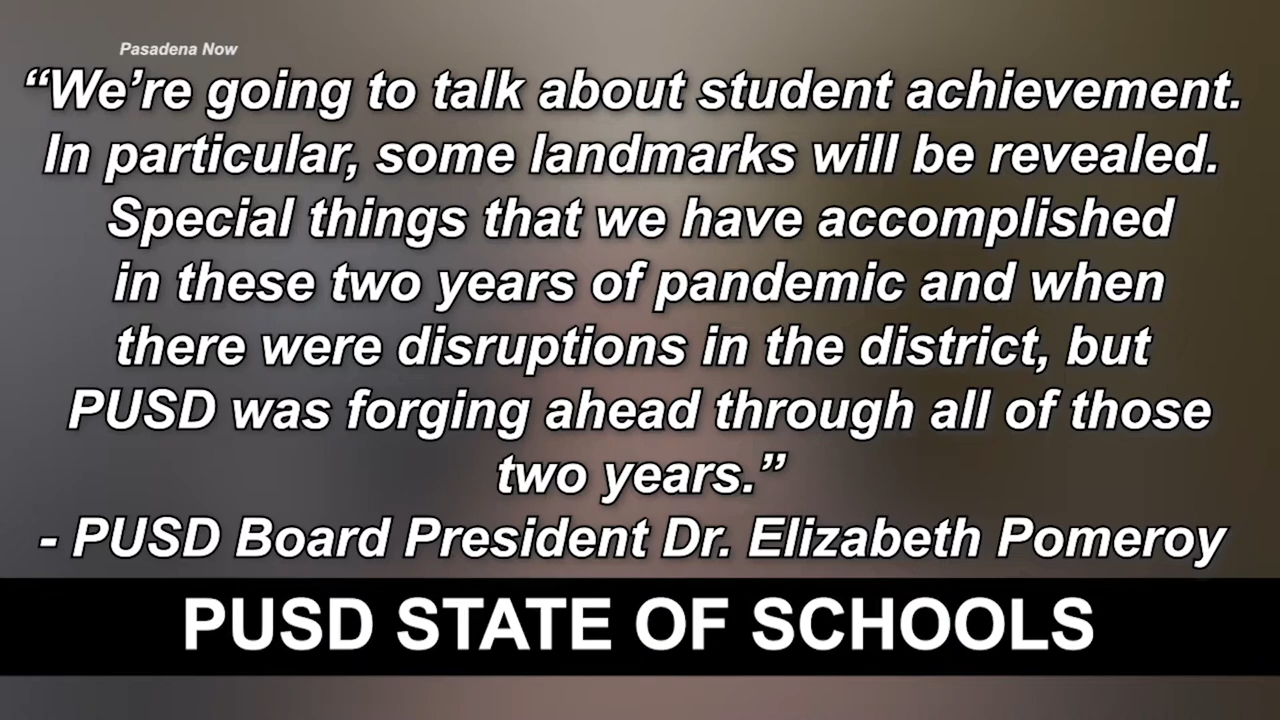 Pasadena Now
“We’re going to talk about student achievement.
In particular, some landmarks will be revealed.
Special things that we have accomplished
in these two years of pandemic and when
there were disruptions in the district, but
PUSD was forging ahead through all of those
two years.”
- PUSD Board President Dr. Elizabeth Pomeroy
PUSD STATE OF SCHOOLS